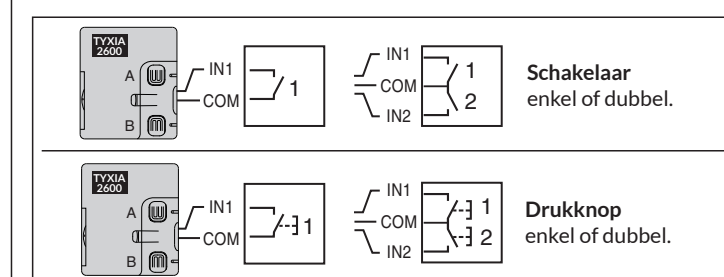 TYXIA
2600
A
B
IN1
COM
1
IN1
COM
IN2
1
2
Schakelaar
enkel of dubbel.
TYXIA
2600
A
B
IN1
COM
1
IN1
COM
IN2
1
2
Drukknop
enkel of dubbel.